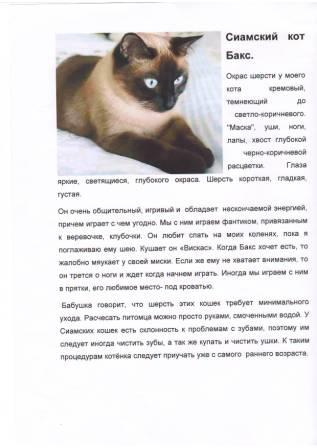 Сиамский кот
Бакс.
Окрас шерсти у моего
кота кремовый,
темнеющий до
светло-коричневого.
"Маска", уши, ноги,
лапы, хвост глубокой
черно-коричневой
расцветки. Глаза
яркие, светящиеся, глубокого окраса. Шерсть короткая, гладкая,
густая.
Он очень общительный, игривый и обладает нескончаемой энергией,
причем играет с чем угодно. Мы с ним играем фантиком, привязанным
к веревочке, клубочки. Он любит спать на моих коленях, пока я
поглаживаю ему шею. Кушает он «Вискас». Когда Бакс хочет есть, то
жалобно мяукает у своей миски. Если же ему не хватает внимания, то
он трется о ноги и ждет когда начнем играть. Иногда мы играем с ним
в прятки, его любимое место- под кроватью.
Бабушка говорит, что шерсть этих кошек требует минимального
ухода. Расчесать питомца можно просто руками, смоченными водой. У
Сиамских кошек есть склонность к проблемам с зубами, поэтому им
следует иногда чистить зубы, а так же купать и чистить ушки. К таким
процедурам котёнка следует приучать уже с самого раннего возраста.